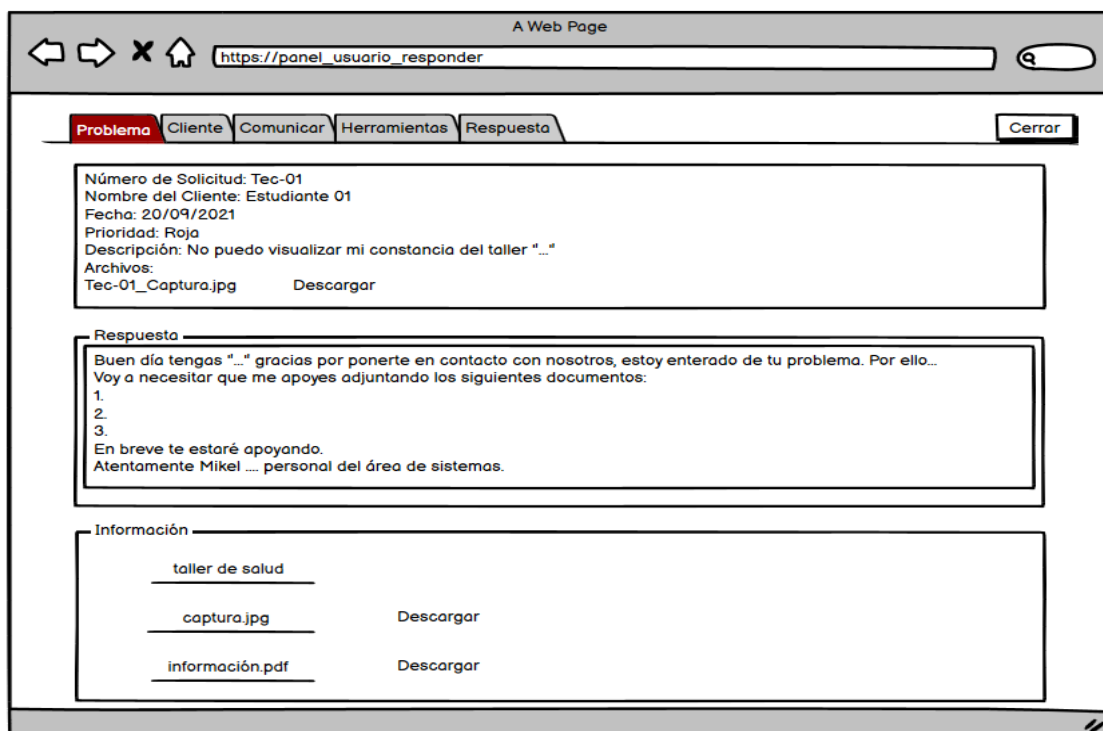 A Web Page
https://panel_usuario_responder
Problema Cliente Comunicar Herramientas Respuesta Cerrar
Número de Solicitud: Tec-01
Nombre del Cliente: Estudiante 01
Fecha: 20/09/2021
Prioridad: Roja
Descripción: No puedo visualizar mi constancia del taller "..."
Archivos:
Tec-01_Captura.jpg Descargar
Respuesta
Buen día tengas "..." gracias por ponerte en contacto con nosotros, estoy enterado de tu problema. Por ello...
Voy a necesitar que me apoyes adjuntando los siguientes documentos:
1.
2.
3.
En breve te estaré apoyando.
Atentamente Mikel .... personal del área de sistemas.
Información
taller de salud
captura.jpg Descargar
información.pdf Descargar